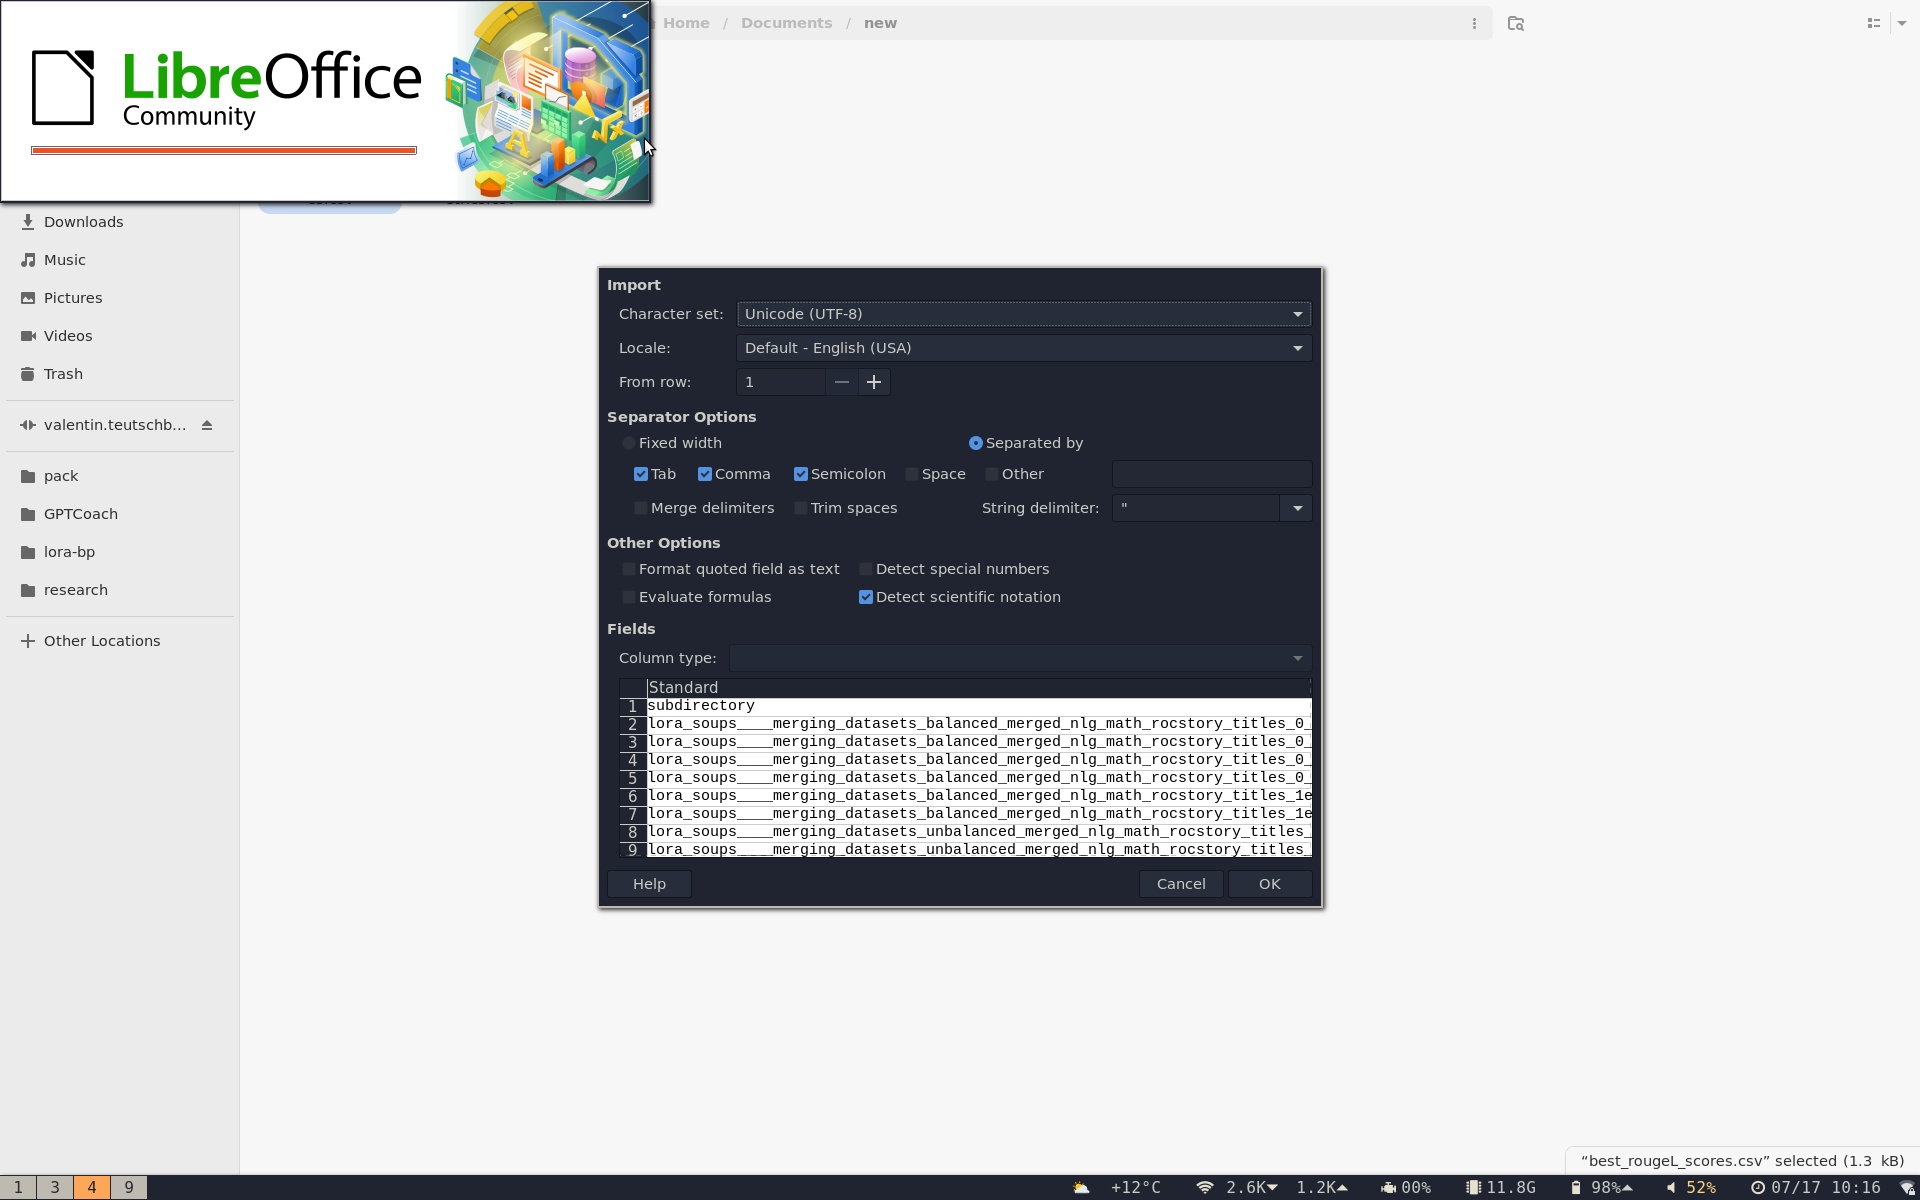 LibreOffice
Community
Home / Documents / new
Downloads
Music
Pictures
Videos
Trash
valentin.teutschb...
pack
GPTCoach
lora-bp
research
Other Locations
Import
Character set: Unicode (UTF-8)
Locale: Default - English (USA)
From row: 1
Separator Options
Fixed width Separated by
Tab Comma Semicolon Space Other
Merge delimiters Trim spaces String delimiter: "
Other Options
Format quoted field as text Detect special numbers
Evaluate formulas Detect scientific notation
Fields
Column type:
Standard
1 subdirectory
2 lora_soups____merging_datasets_balanced_merged_nlg_math_rocstory_titles_0_
3 lora_soups____merging_datasets_balanced_merged_nlg_math_rocstory_titles_0_
4 lora_soups____merging_datasets_balanced_merged_nlg_math_rocstory_titles_0_
5 lora_soups____merging_datasets_balanced_merged_nlg_math_rocstory_titles_0_
6 lora_soups____merging_datasets_balanced_merged_nlg_math_rocstory_titles_1e
7 lora_soups____merging_datasets_balanced_merged_nlg_math_rocstory_titles_1e
8 lora_soups____merging_datasets_unbalanced_merged_nlg_math_rocstory_titles_
9 lora_soups____merging_datasets_unbalanced_merged_nlg_math_rocstory_titles_
Help Cancel OK
“best_rougeL_scores.csv” selected (1.3 kB)
1 3 4 9 +12°C 2.6K 1.2K 00% 11.8G 98% 52% 07/17 10:16